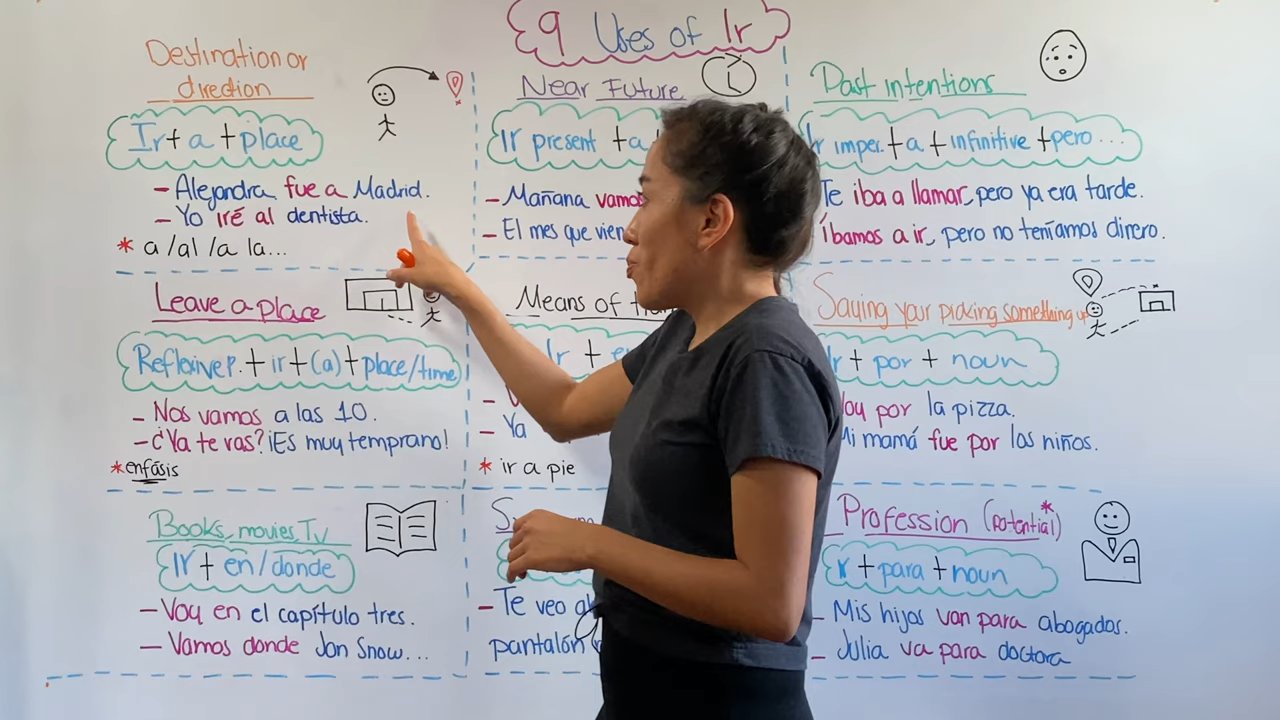 9 Uses of Ir
Destination or
direction
Ir + a + place
- Alejandra fue a Madrid.
- Yo iré al dentista.
* a /al /a la...
Near Future
Ir present + a
- Mañana vamos
- El mes que
Past intentions
imper. + a + infinitive + pero...
Te iba a llamar, pero ya era tarde.
íbamos a ir, pero no teníamos dinero.
Leave a place
Reflexive P. + ir + (a) + place/time
- Nos vamos a las 10.
- ¿Ya te vas? ¡Es muy temprano!
* enfásis
Means of
Ir +
- Ya
* ir a pie
Saying your picking something up
Ir + por + noun
Voy por la pizza.
Mi mamá fue por los niños.
Books, movies, TV
Ir + en/donde
- Voy en el capítulo tres.
- Vamos donde Jon Snow...
- Te veo
pantalón
Profession (potential) *
Ir + para + noun
- Mis hijos van para abogados.
- Julia va para doctora